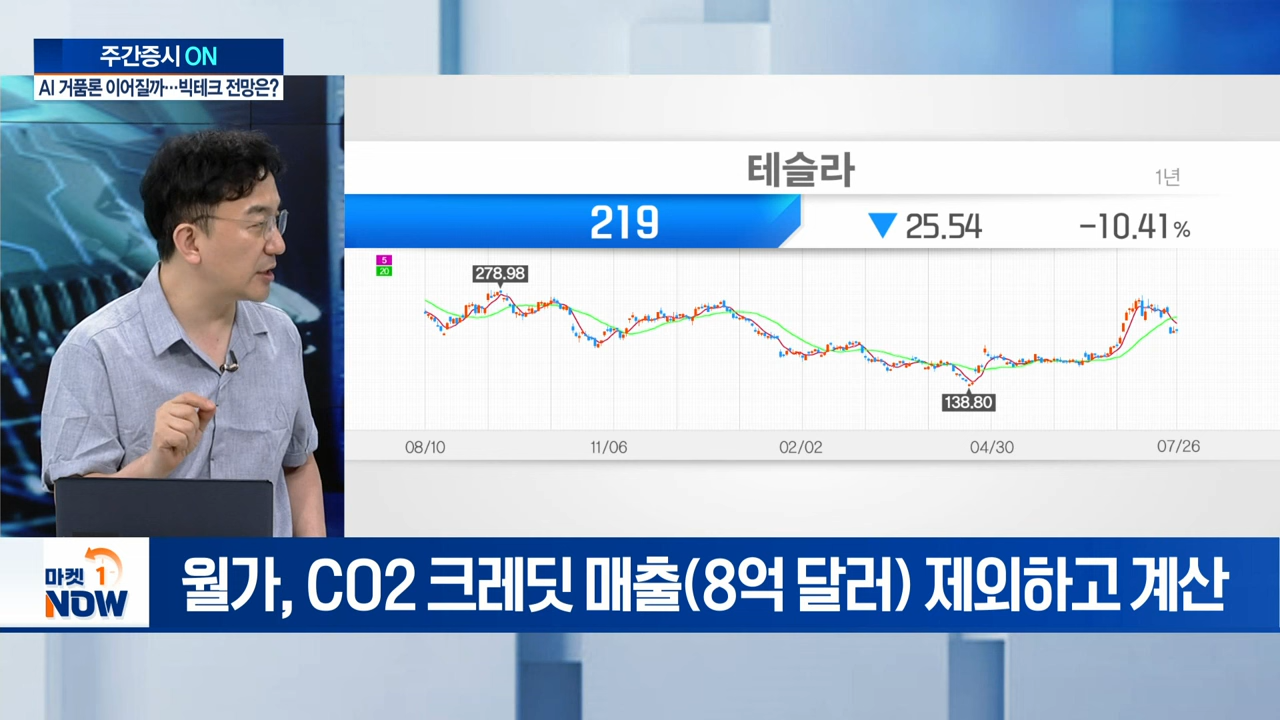 주간증시 ON
AI 거품론 이어질까…빅테크 전망은?
테슬라
1년
219 ▼ 25.54 -10.41%
5
20
278.98
138.80
08/10 11/06 02/02 04/30 07/26
마켓 1
NOW
월가, CO2 크레딧 매출(8억 달러) 제외하고 계산